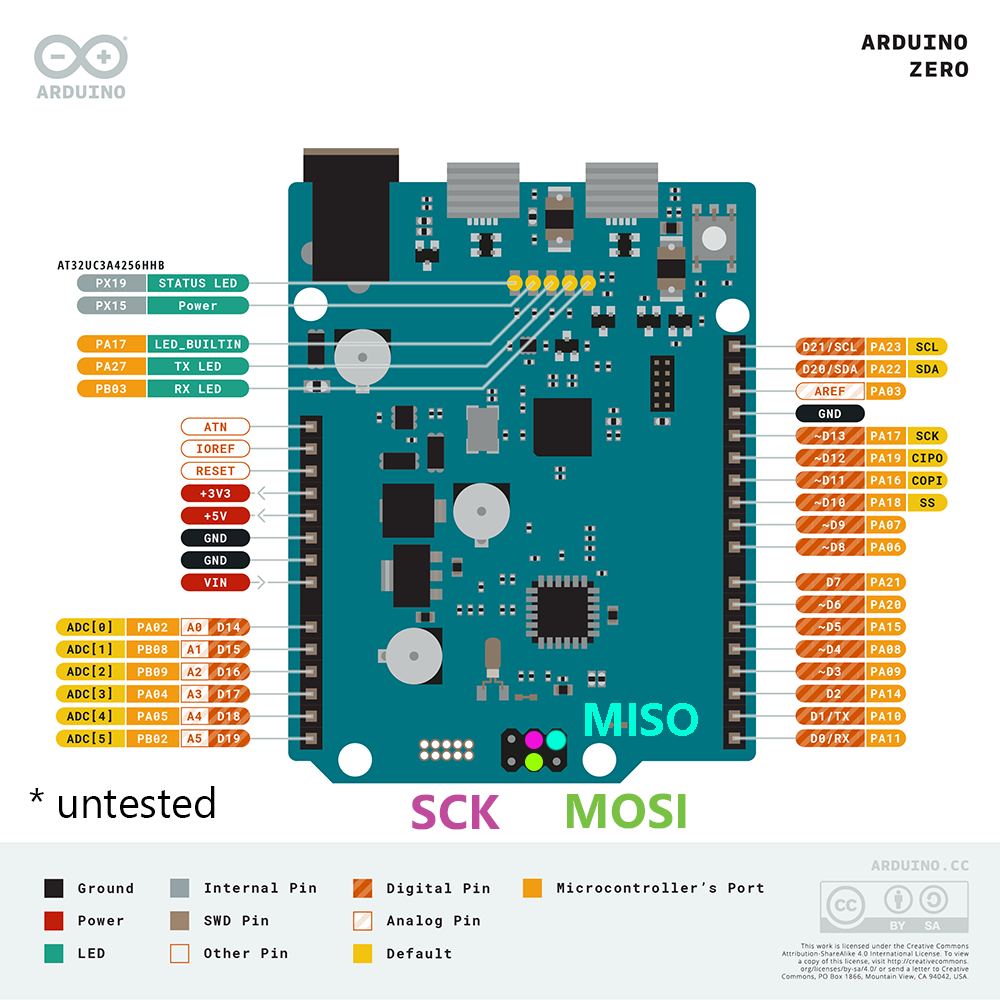 ARDUINO
ZERO
ARDUINO
AT32UC3A4256HHB
PX19 STATUS LED
PX15 Power
PA17 LED_BUILTIN
PA27 TX LED
PB03 RX LED
ATN
IOREF
RESET
+3V3
+5V
GND
GND
VIN
ADC[0] PA02 A0 D14
ADC[1] PB08 A1 D15
ADC[2] PB09 A2 D16
ADC[3] PA04 A3 D17
ADC[4] PA05 A4 D18
ADC[5] PB02 A5 D19
D21/SCL PA23 SCL
D20/SDA PA22 SDA
AREF PA03
GND
~D13 PA17 SCK
~D12 PA19 CIPO
~D11 PA16 COPI
~D10 PA18 SS
~D9 PA07
~D8 PA06
D7 PA21
~D6 PA20
~D5 PA15
~D4 PA08
~D3 PA09
D2 PA14
D1/TX PA10
D0/RX PA11
MISO
* untested
SCK
MOSI
Ground
Power
LED
Internal Pin
SWD Pin
Other Pin
Digital Pin
Analog Pin
Default
Microcontroller's Port
ARDUINO.CC
CC
BY SA
This work is licensed under the Creative Commons
Attribution-ShareAlike 4.0 International License. To view
a copy of this license, visit http://creativecommons.
org/licenses/by-sa/4.0/ or send a letter to Creative
Commons, PO Box 1866, Mountain View, CA 94042, USA.